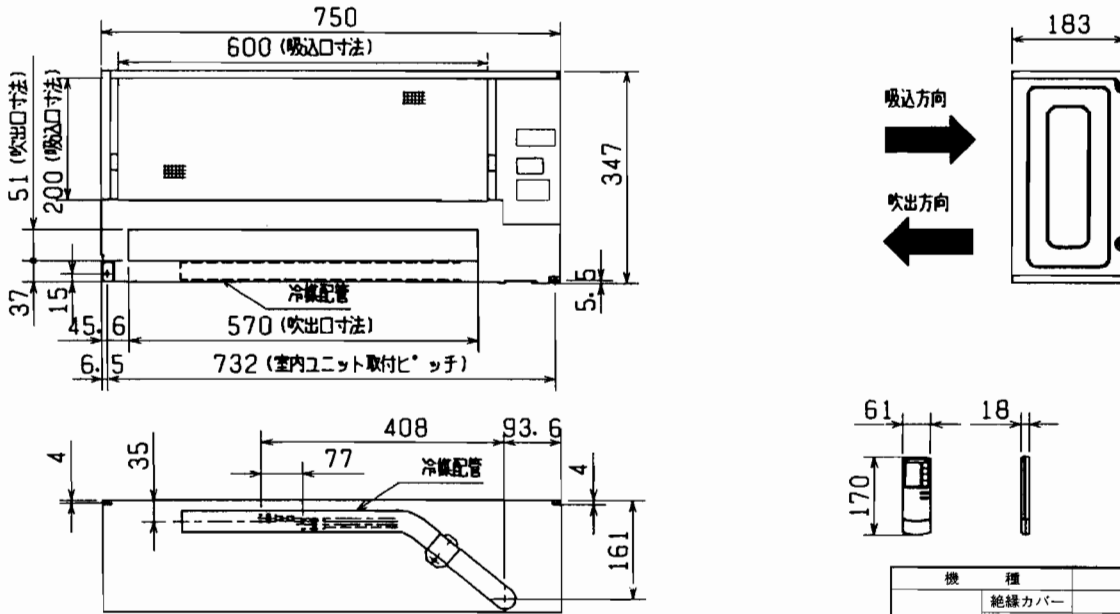 750
600 (吸込口寸法)
51 (吹出口寸法)
200 (吸込口寸法)
347
37
15
冷媒配管
5.5
45.6
570 (吹出口寸法)
6.5
732 (室内ユニット取付ピッチ)
183
吸込方向
吹出方向
408
93.6
4
35
77
冷媒配管
4
161
61
18
170
機 種
絶縁カバー